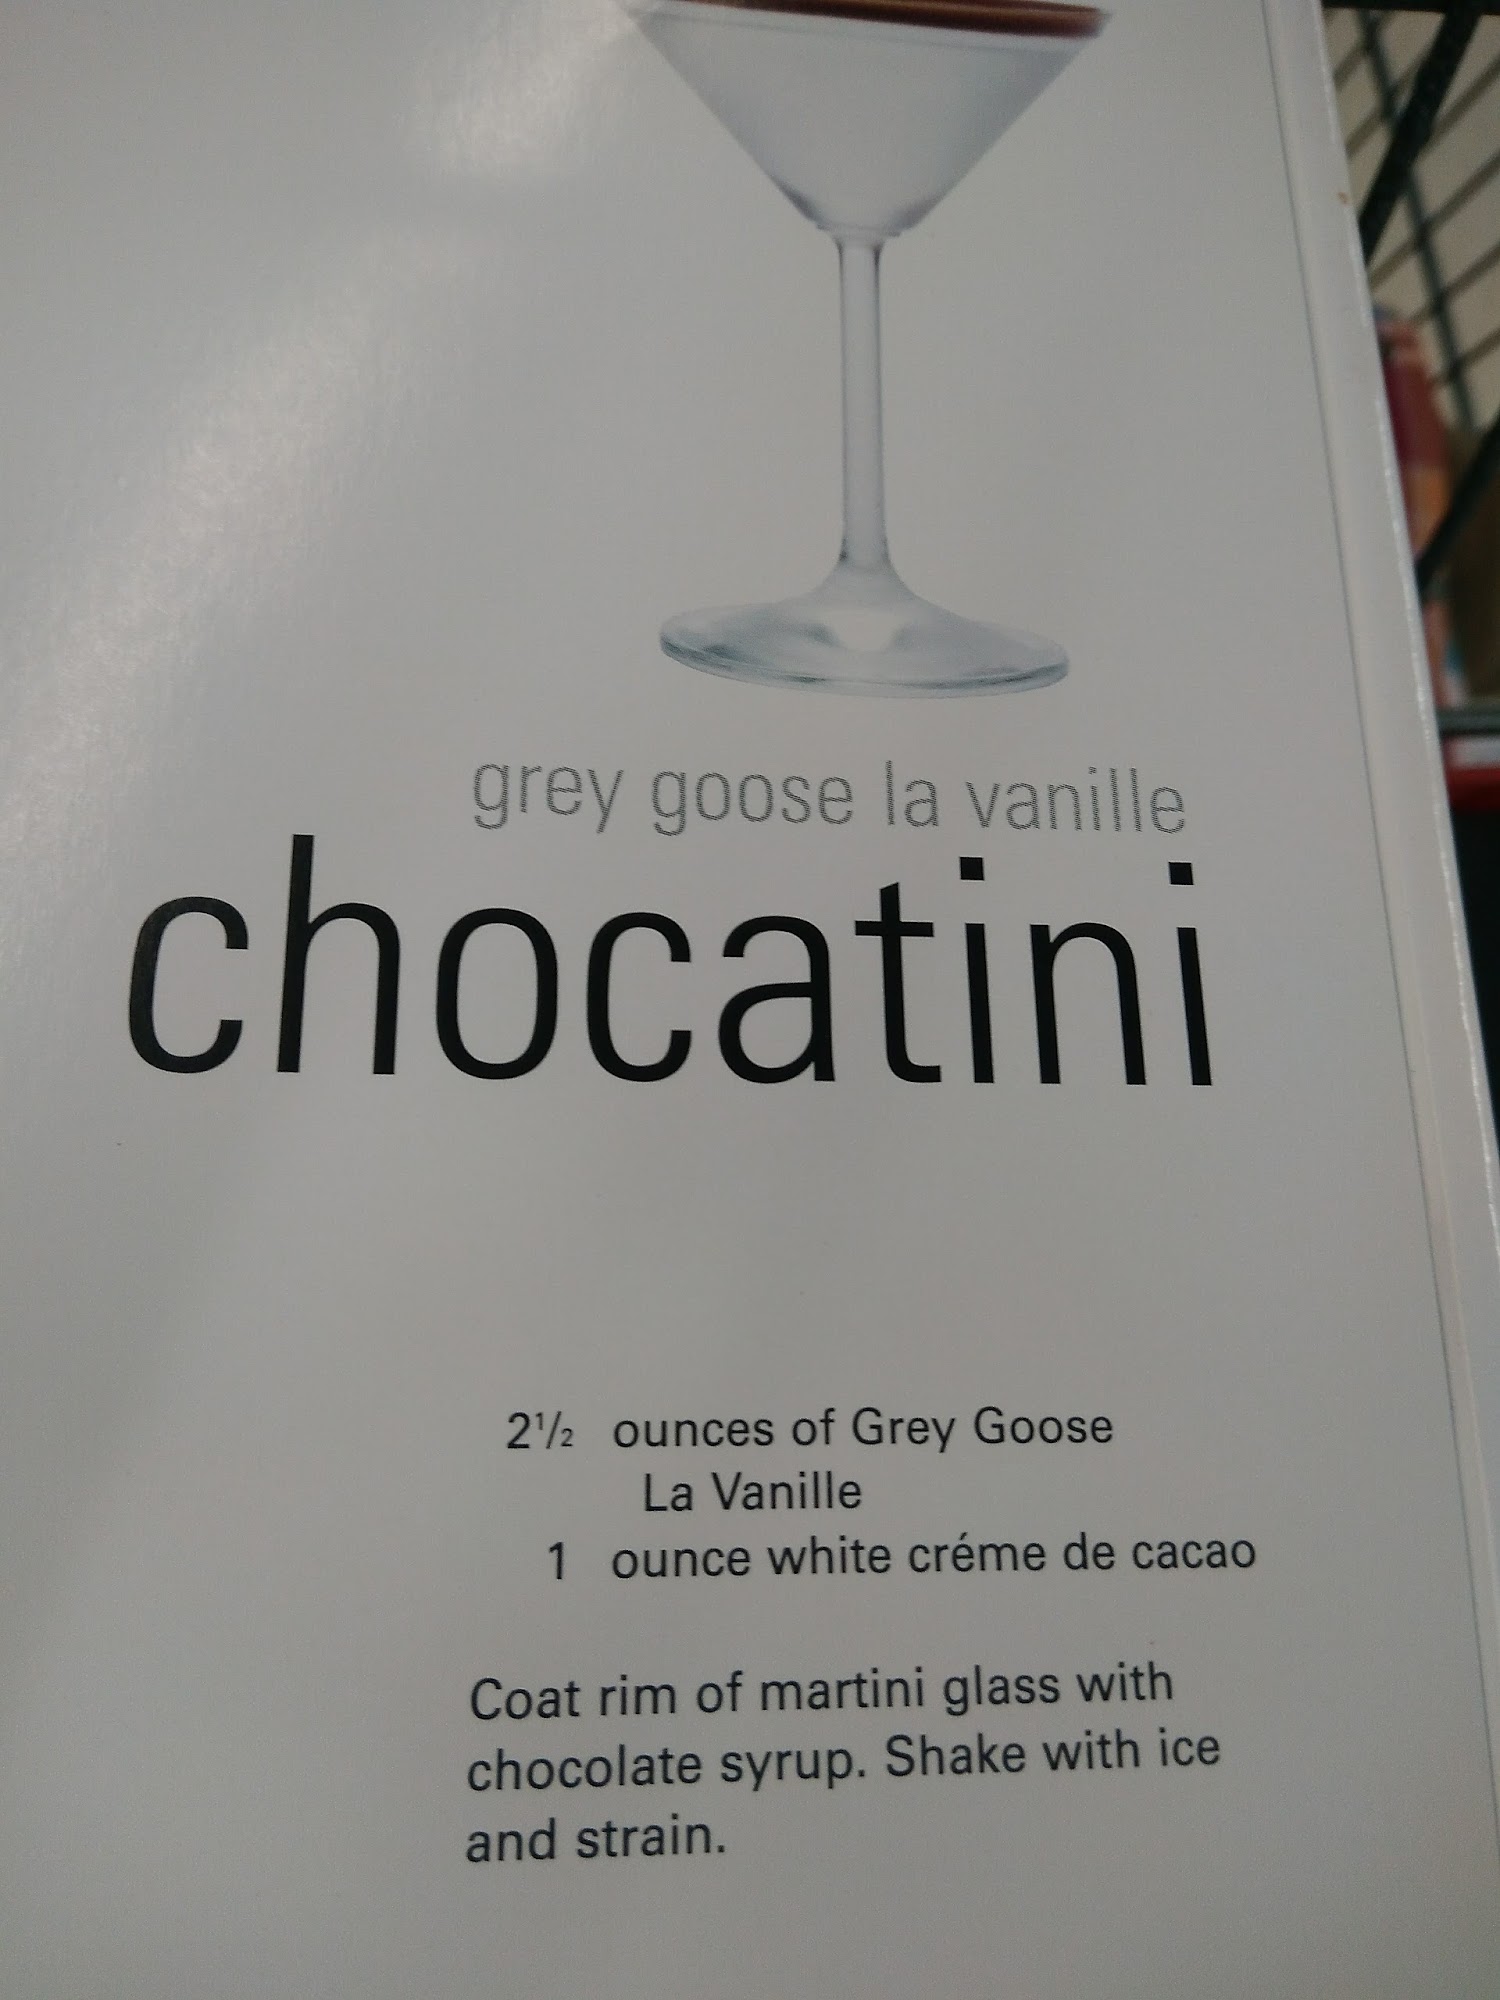 grey goose la vanille
chocatini
2½ ounces of Grey Goose
La Vanille
1 ounce white créme de cacao
Coat rim of martini glass with
chocolate syrup. Shake with ice
and strain.